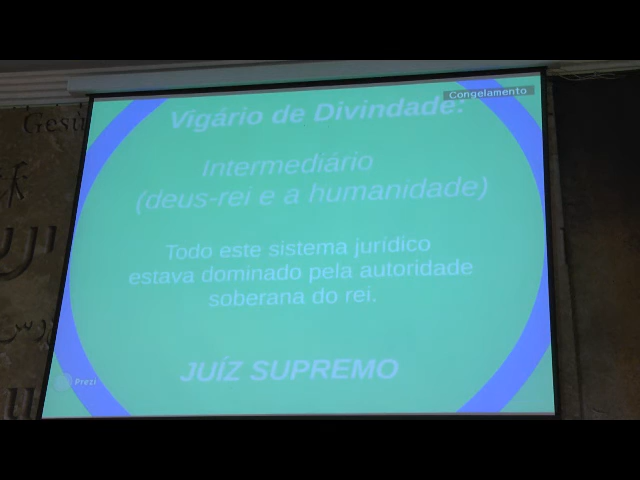 Congelamento
Gesù
Vigário de Divindade:
Intermediário
(deus-rei e a humanidade)
Todo este sistema jurídico
estava dominado pela autoridade
soberana do rei.
JUÍZ SUPREMO
Prezi